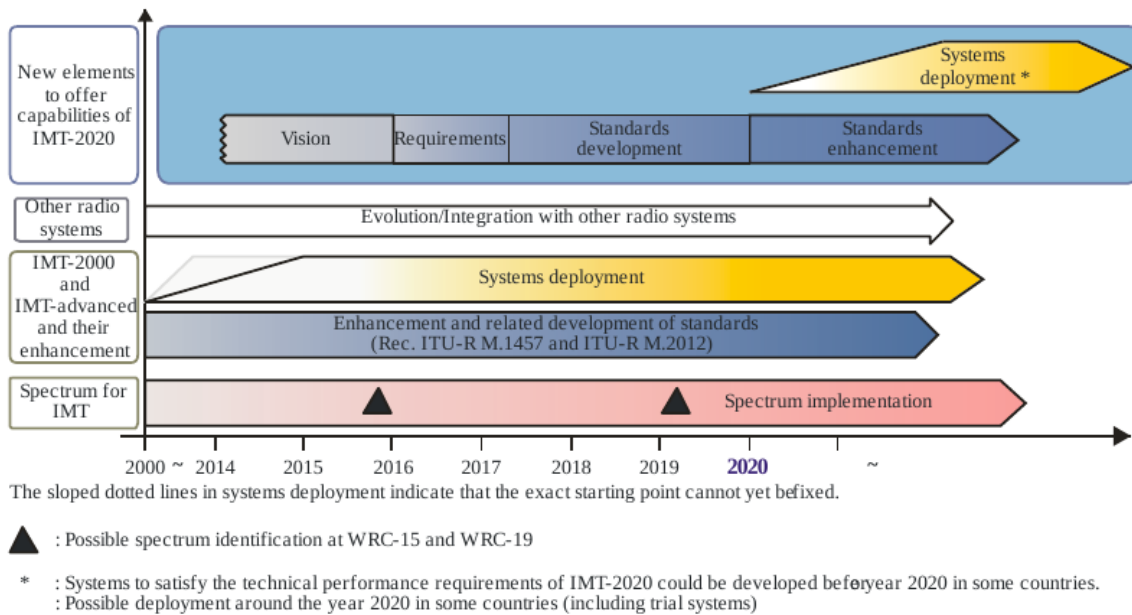 New elements
to offer
capabilities of
IMT-2020
Systems
deployment *
Vision
Requirements
Standards
development
Standards
enhancement
Other radio
systems
Evolution/Integration with other radio systems
IMT-2000 and
and
IMT-advanced
and their
enhancement
Systems deployment
Enhancement and related development of standards
(Rec. ITU-R M.1457 and ITU-R M.2012)
Spectrum for
IMT
Spectrum implementation
2000 ~ 2014 2015 2016 2017 2018 2019 2020 ~
The sloped dotted lines in systems deployment indicate that the exact starting point cannot yet befixed.
: Possible spectrum identification at WRC-15 and WRC-19
* : Systems to satisfy the technical performance requirements of IMT-2020 could be developed before year 2020 in some countries.
: Possible deployment around the year 2020 in some countries (including trial systems)